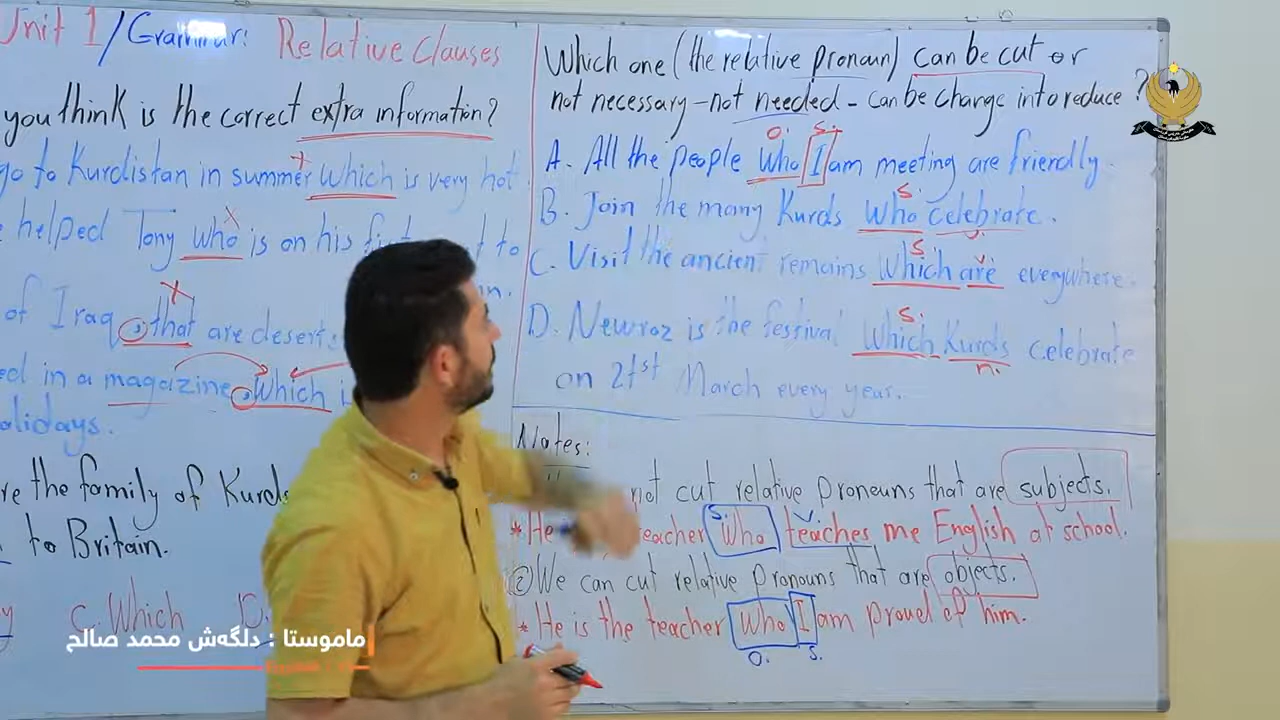 Unit 1/Grammar: Relative Clauses
you think is the correct extra information?
go to Kurdistan in summer which is very hot
helped Tony who is on his to
of Iraq, that are deserts
ed in a magazine, which
alidays.
re the family of Kurds
to Britain.
C. Which D.
Which one (the relative pronoun) can be cut or
not necessary - not needed - can be change into reduce ?
o. s.
A. All the people who I am meeting are friendly.
s.
B. Join the many Kurds who celebrate.
v.
s. v.
C. Visit the ancient remains which are everywhere.
s.
D. Newroz is the festival which Kurds celebrate
n.
on 21st March every year.
Notes:
not cut relative proneuns that are subjects.
s. v
* He eacher who teaches me English at school.
② We can cut relative pronouns that are objects.
* He is the teacher who I am proud of him.
o. s.
ماموستا : دلگەش محمد صالح